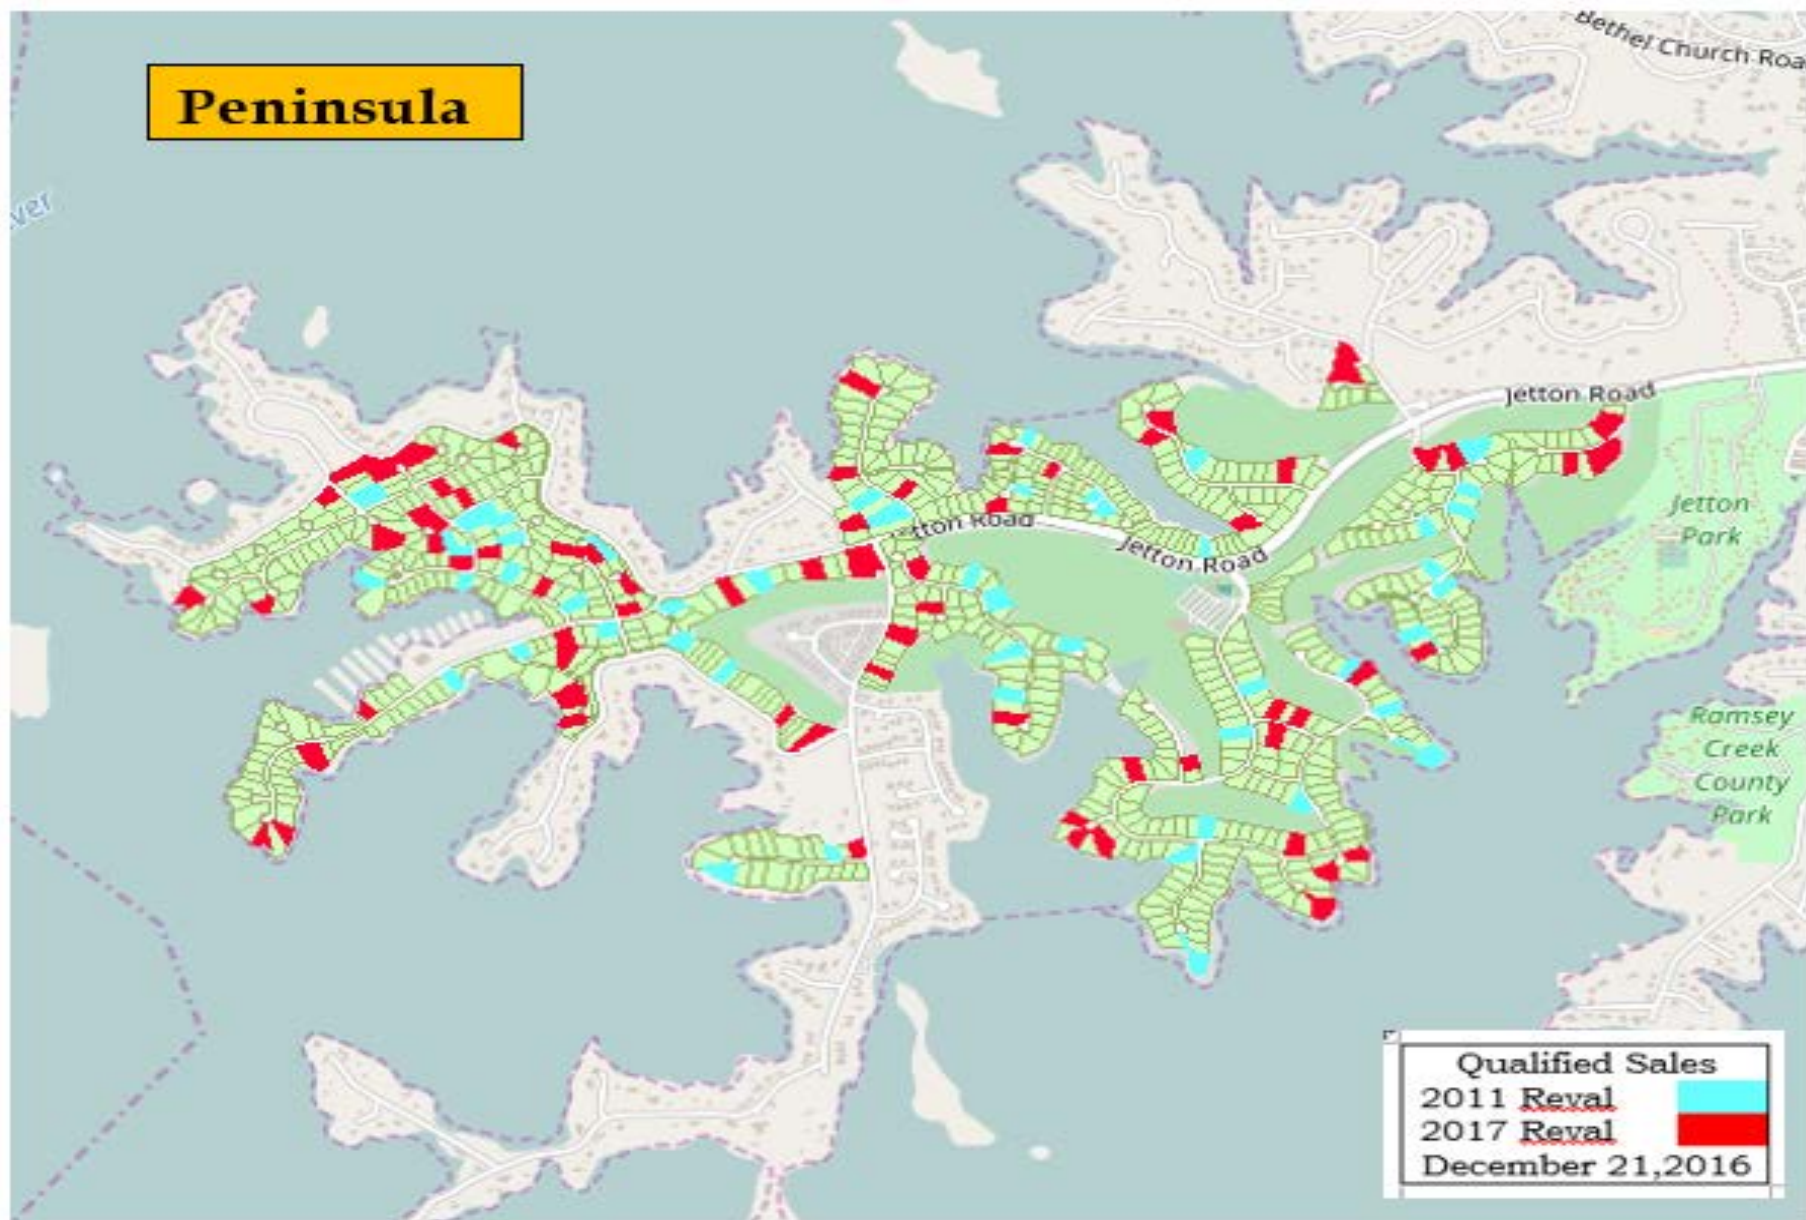 Bethel Church Roa
Peninsula
ver
Jetton Road
Jetton
Park
tton Road
Jetton Road
Ramsey
Creek
County
Park
Qualified Sales
2011 Reval
2017 Reval
December 21,2016